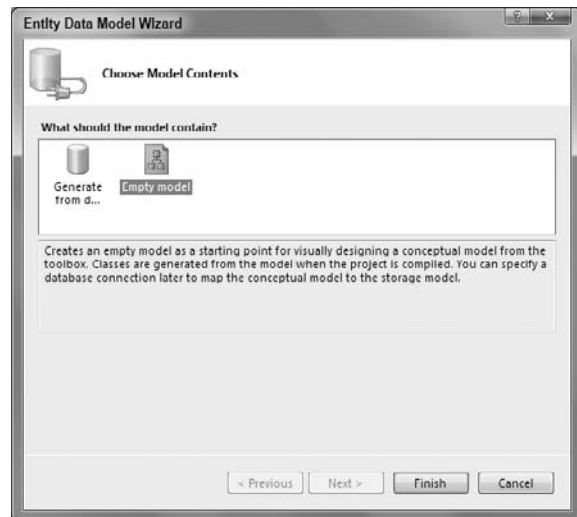 Entity Data Model Wizard
Choose Model Contents
What should the model contain?
Generate
from d...
Empty model
Creates an empty model as a starting point for visually designing a conceptual model from the
toolbox. Classes are generated from the model when the project is compiled. You can specify a
database connection later to map the conceptual model to the storage model.
< Previous
Next >
Finish
Cancel